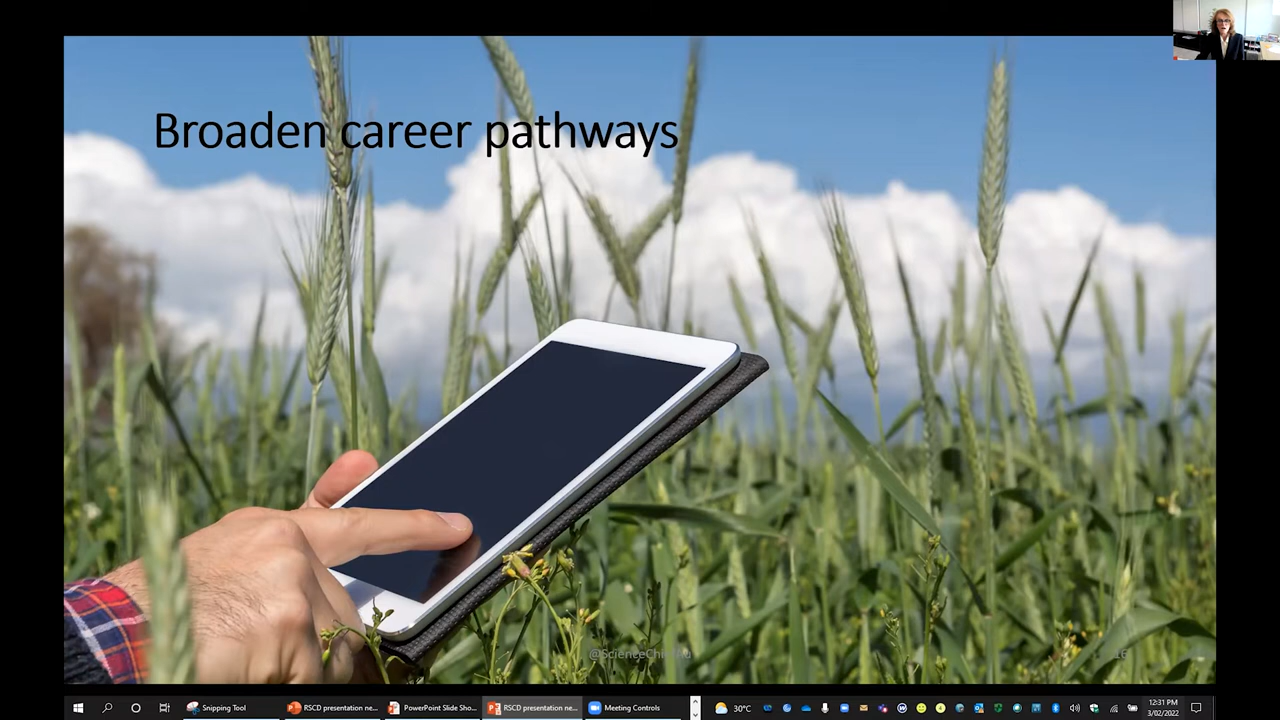 Broaden career pathways
16
Snipping Tool
RSCD presentation ne...
PowerPoint Slide Sho...
RSCD presentation ne...
Meeting Controls
30°C
12:31 PM
3/02/2022